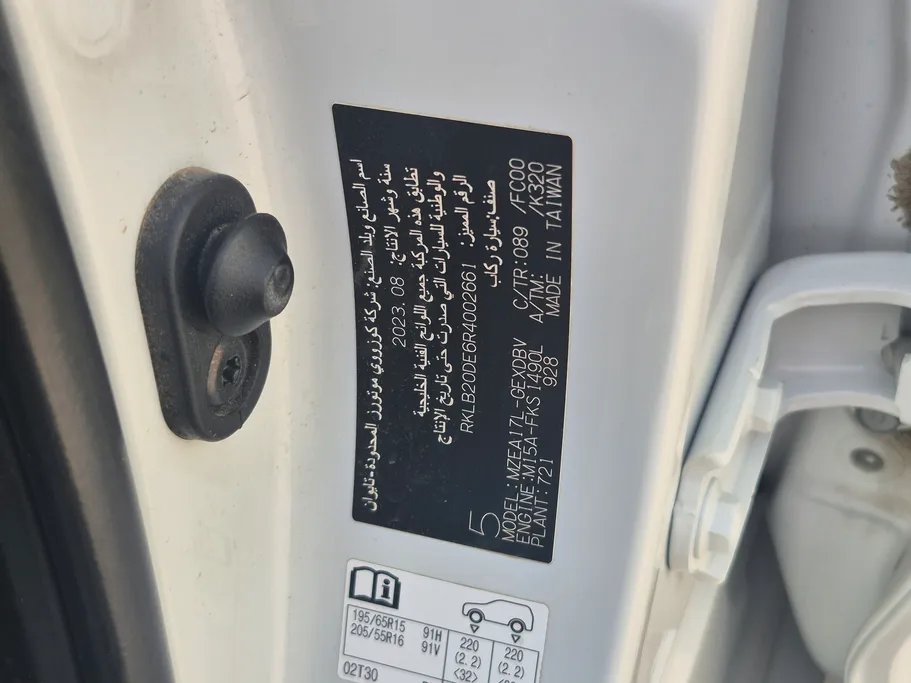 اسم الصانع وبلد الصنع: شركة كوزرووي موتورز المحدودة-تايوان
سنة وشهر الانتاج: 2023.08
تطابق هذه المركبة جميع اللوائح الفنية الخليجية
والوطنية للسيارات التي صدرت حتى تاريخ الإنتاج
الرقم المميز: RKLB20DE6R4002661
صنف:سيارة ركاب
5
MODEL:MZEA17L-GEXDBV C/TR:089 /FC00
ENGINE:M15A-FKS 1490L A/TM: /K320
PLANT:721 928 MADE IN TAIWAN
195/65R15 91H 220 220
205/55R16 91V (2.2) (2.2)
<32>
02T30